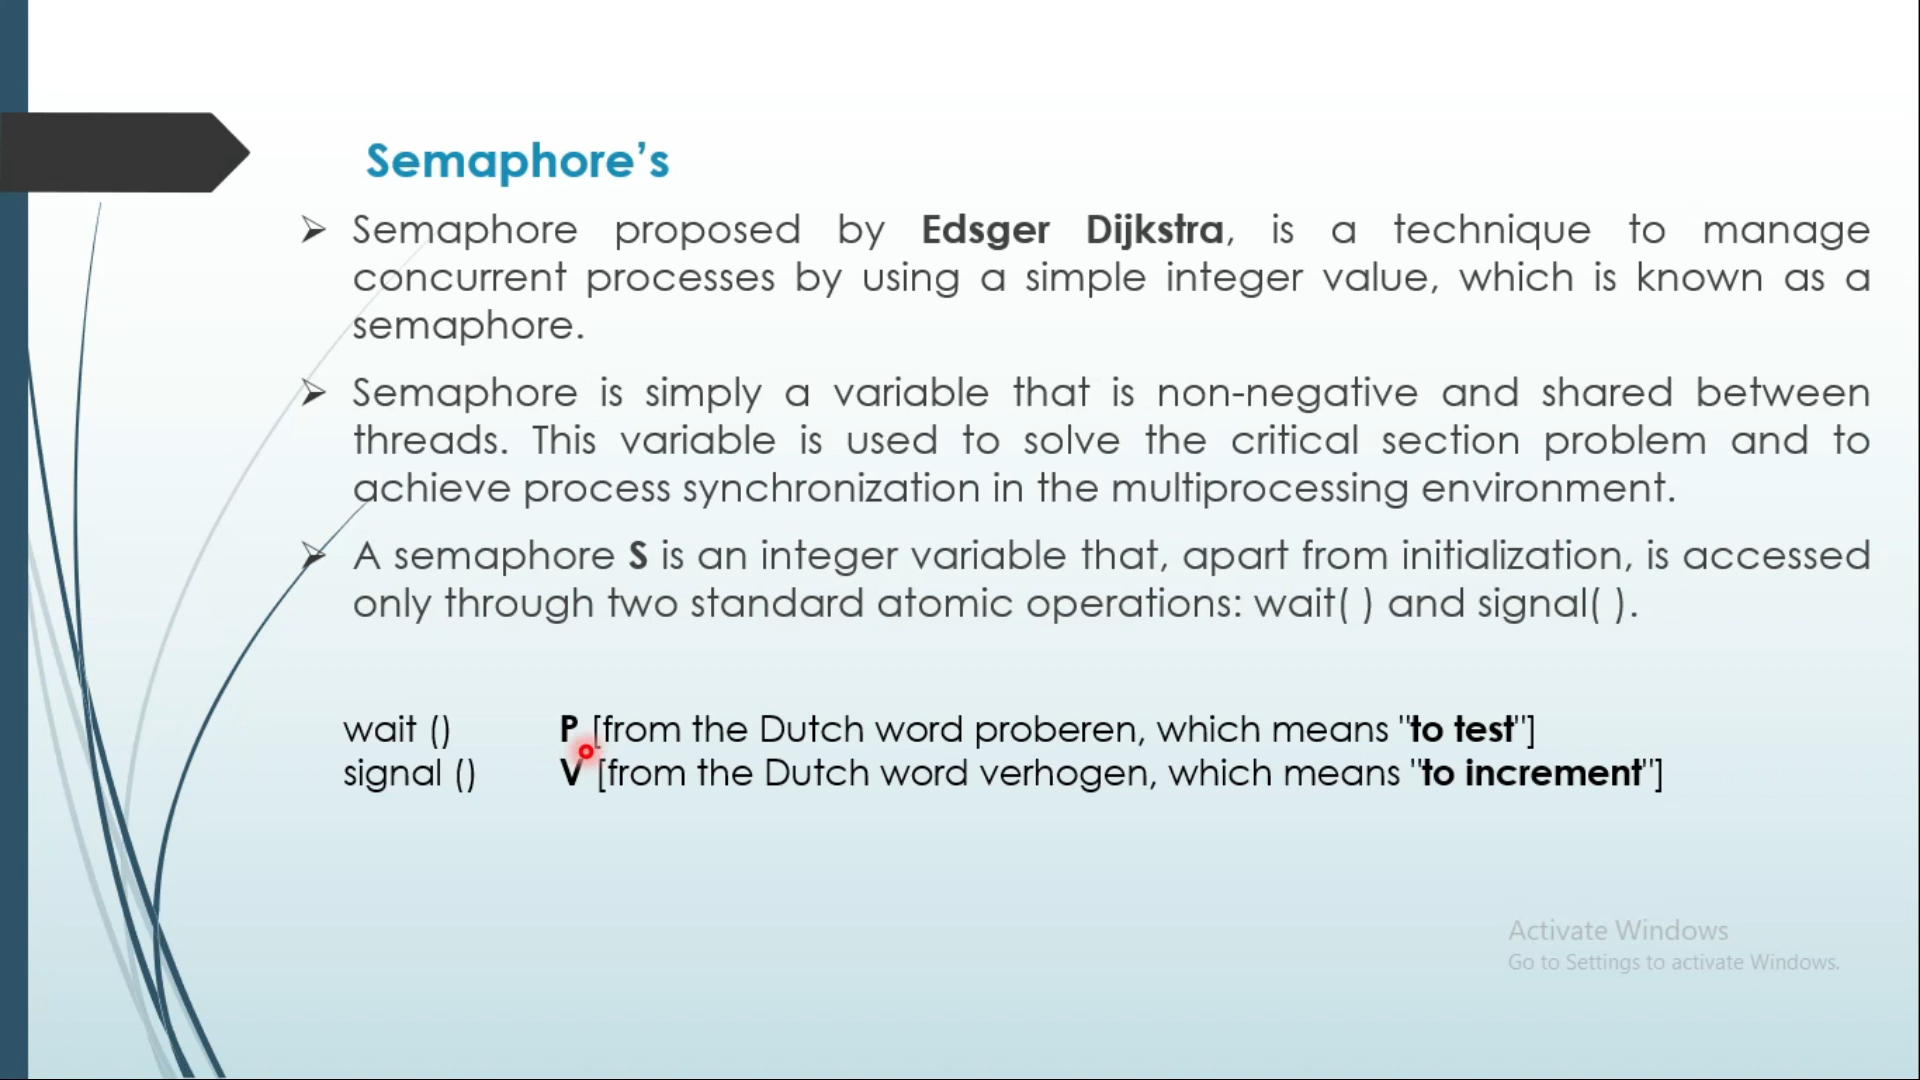 Semaphore’s
Semaphore proposed by Edsger Dijkstra, is a technique to manage
concurrent processes by using a simple integer value, which is known as a
semaphore.
Semaphore is simply a variable that is non-negative and shared between
threads. This variable is used to solve the critical section problem and to
achieve process synchronization in the multiprocessing environment.
A semaphore S is an integer variable that, apart from initialization, is accessed
only through two standard atomic operations: wait( ) and signal( ).
wait () P [from the Dutch word proberen, which means "to test"]
signal () V [from the Dutch word verhogen, which means "to increment"]
Activate Windows
Go to Settings to activate Windows.